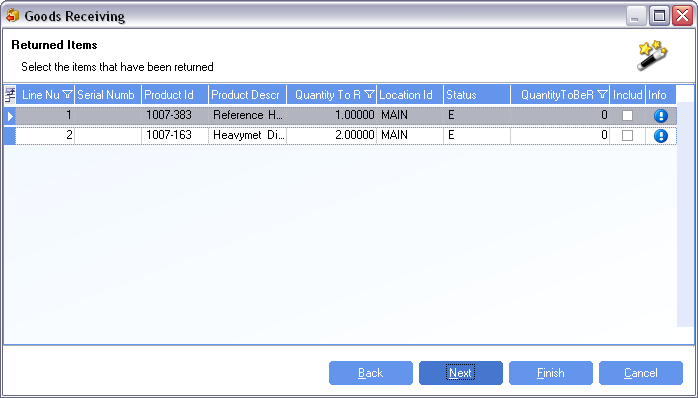 Goods Receiving
Returned Items
Select the items that have been returned
Line Nu Serial Numb Product Id Product Descr Quantity To R Location Id Status QuantityToBeR Includ Info
1 1007-383 Reference H... 1.00000 MAIN E 0
2 1007-163 Heavymet Di... 2.00000 MAIN E 0
Back Next Finish Cancel